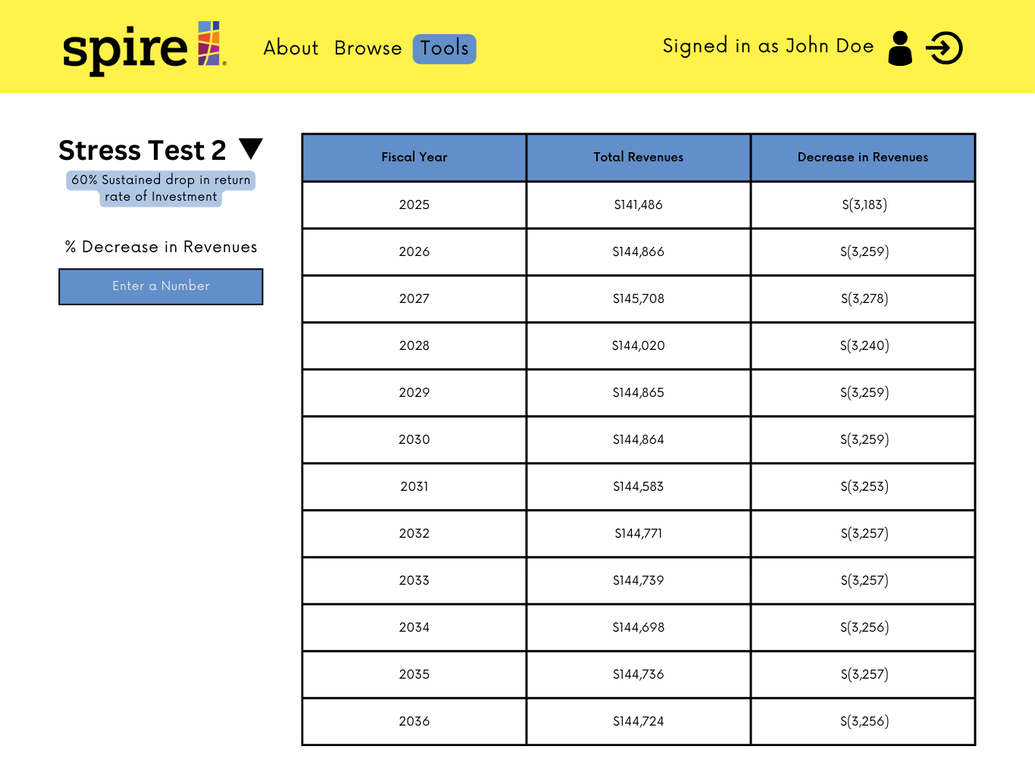 spire
About Browse Tools Signed in as John Doe
Stress Test 2
60% Sustained drop in return
rate of Investment
% Decrease in Revenues
Enter a Number
Fiscal Year Total Revenues Decrease in Revenues
2025 $141,486 $(3,183)
2026 $144,866 $(3,259)
2027 $145,708 $(3,278)
2028 $144,020 $(3,240)
2029 $144,865 $(3,259)
2030 $144,864 $(3,259)
2031 $144,583 $(3,253)
2032 $144,771 $(3,257)
2033 $144,739 $(3,257)
2034 $144,698 $(3,256)
2035 $144,736 $(3,257)
2036 $144,724 $(3,256)